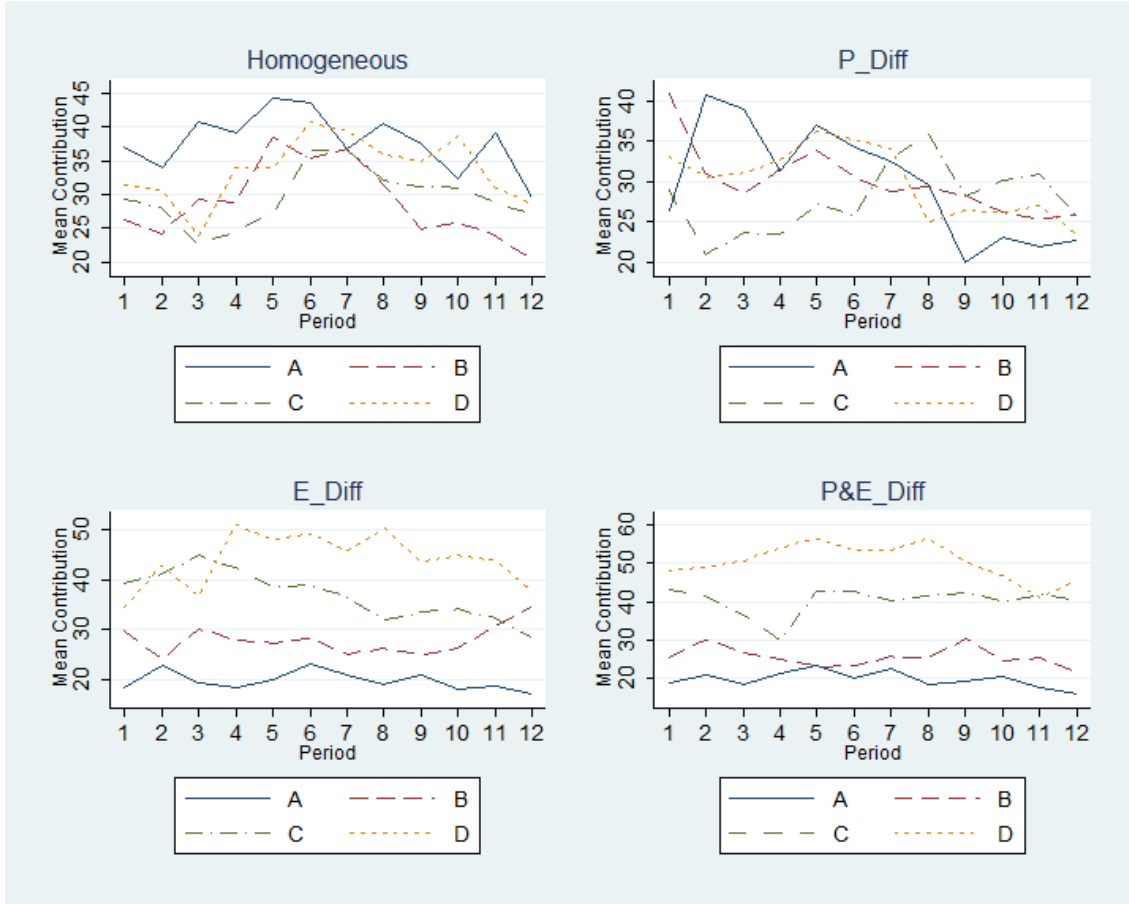 Homogeneous
Mean Contribution
45
40
35
30
25
20
1 2 3 4 5 6 7 8 9 10 11 12
Period
A B
C D
P_Diff
Mean Contribution
40
35
30
25
20
1 2 3 4 5 6 7 8 9 10 11 12
Period
A B
C D
E_Diff
Mean Contribution
50
40
30
20
1 2 3 4 5 6 7 8 9 10 11 12
Period
A B
C D
P&E_Diff
Mean Contribution
60
50
40
30
20
1 2 3 4 5 6 7 8 9 10 11 12
Period
A B
C D